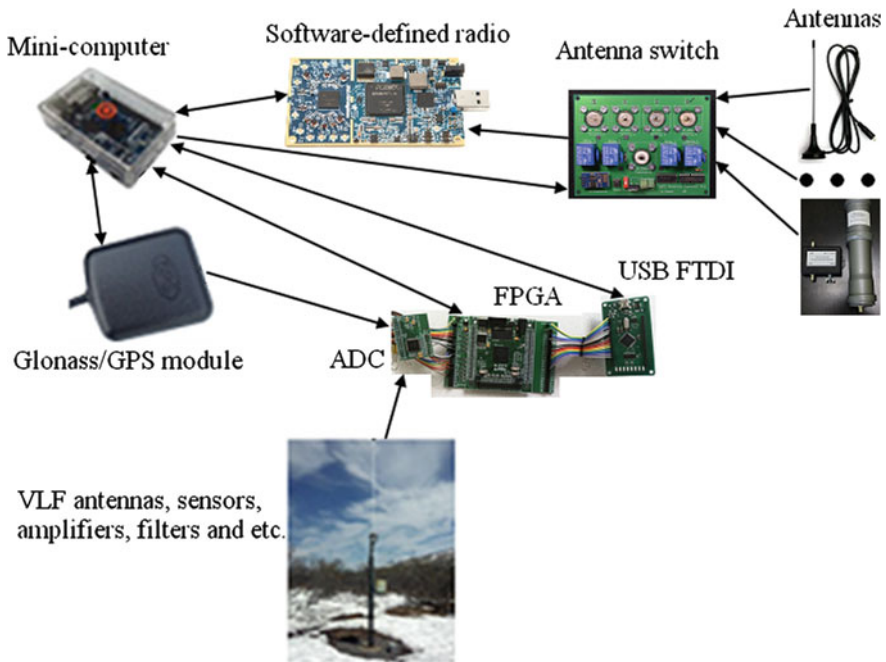 Mini-computer
Software-defined radio
Antenna switch
Antennas
USB FTDI
FPGA
ADC
Glonass/GPS module
VLF antennas, sensors,
amplifiers, filters and etc.